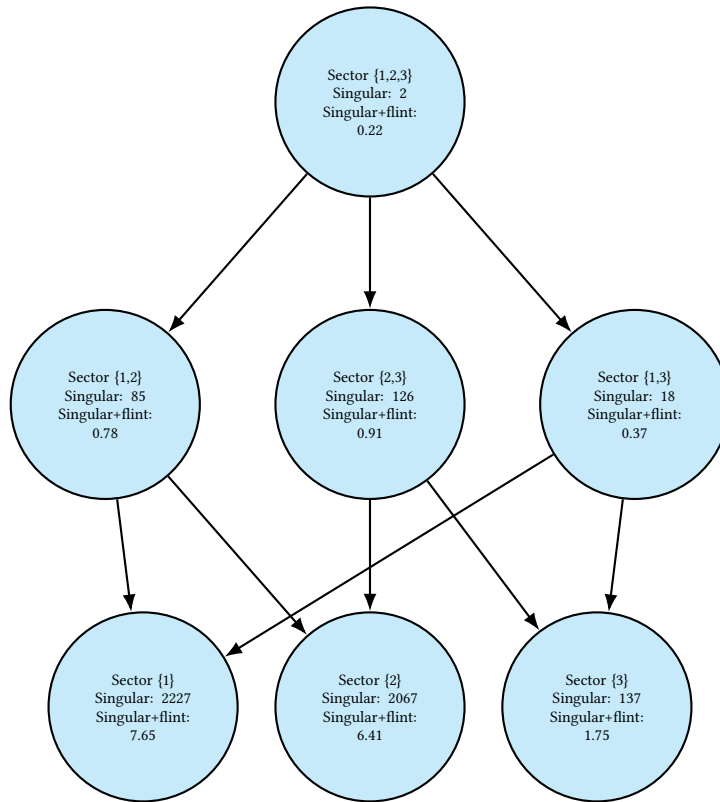 Sector {1,2,3}
Singular: 2
Singular+flint:
0.22
Sector {1,2}
Singular: 85
Singular+flint:
0.78
Sector {2,3}
Singular: 126
Singular+flint:
0.91
Sector {1,3}
Singular: 18
Singular+flint:
0.37
Sector {1}
Singular: 2227
Singular+flint:
7.65
Sector {2}
Singular: 2067
Singular+flint:
6.41
Sector {3}
Singular: 137
Singular+flint:
1.75